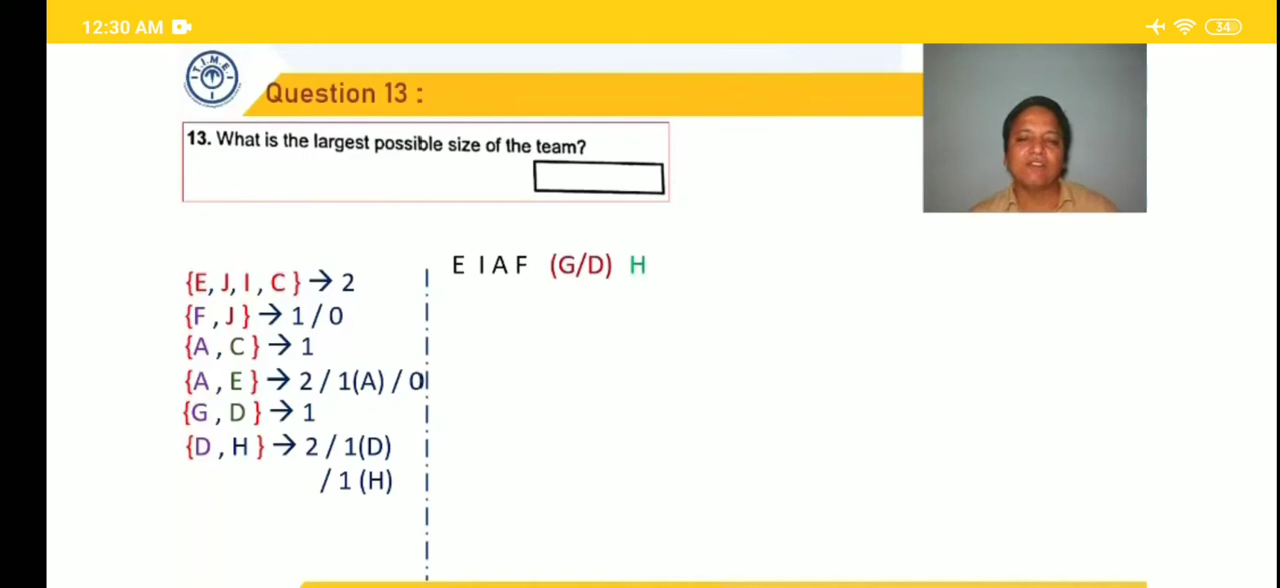 12:30 AM
34
T.I.M.E.
Question 13 :
13. What is the largest possible size of the team?
E I A F (G/D) H
{E, J, I , C } → 2
{F , J } → 1 / 0
{A , C } → 1
{A , E } → 2 / 1(A) / 0
{G , D } → 1
{D , H } → 2 / 1(D)
/ 1 (H)